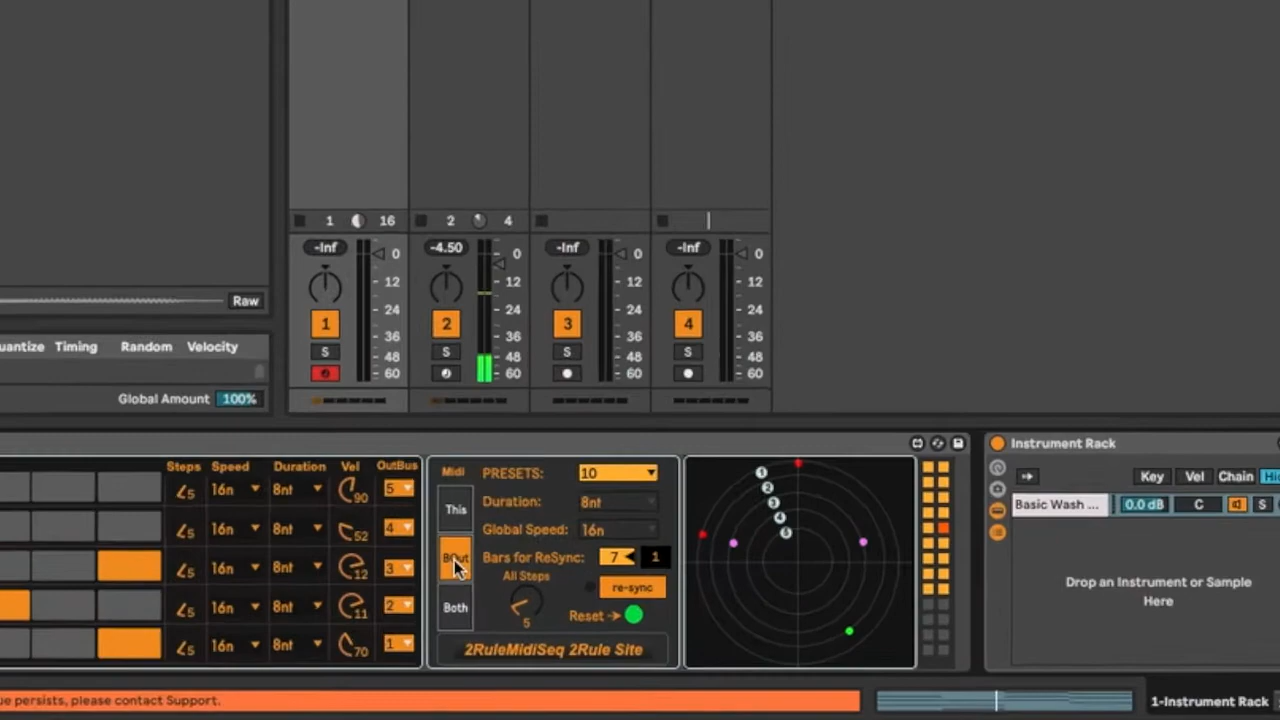 1 16 2 4
-Inf -4.50 -Inf -Inf
0 0 0 0
12 12 12 12
24 24 24 24
1 2 3 4
36 36 36 36
S S S S
48 48 48 48
60 60 60 60
Raw
uantize Timing Random Velocity
Global Amount 100%
Steps Speed Duration Vel OutBus
5 16n 8nt 90 5
5 16n 8nt 52 4
5 16n 8nt 12 3
5 16n 8nt 11 2
5 16n 8nt 70 1
Midi
This
Both
PRESETS: 10
Duration: 8nt
Global Speed: 16n
Bars for ReSync: 7 1
All Steps
5
re-sync
Reset ->
2RuleMidiSeq 2Rule Site
1
2
3
4
5
Instrument Rack
Key Vel Chain
Basic Wash ... 0.0 dB C S
Drop an Instrument or Sample
Here
ue persists, please contact Support.
1-Instrument Rack